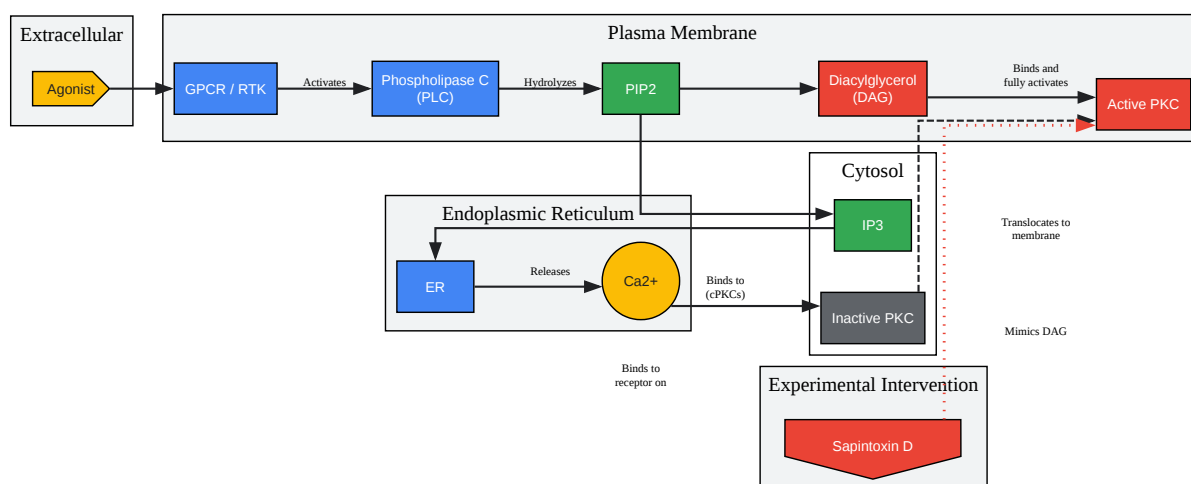 Extracellular
Agonist
Plasma Membrane
GPCR / RTK
Activates
Phospholipase C
(PLC)
Hydrolyzes
PIP2
Diacylglycerol
(DAG)
Binds and
fully activates
Active PKC
Cytosol
IP3
Translocates to
membrane
Endoplasmic Reticulum
ER
Releases
Ca2+
Binds to
(cPKCs)
Inactive PKC
Mimics DAG
Binds to
receptor on
Experimental Intervention
Sapintoxin D